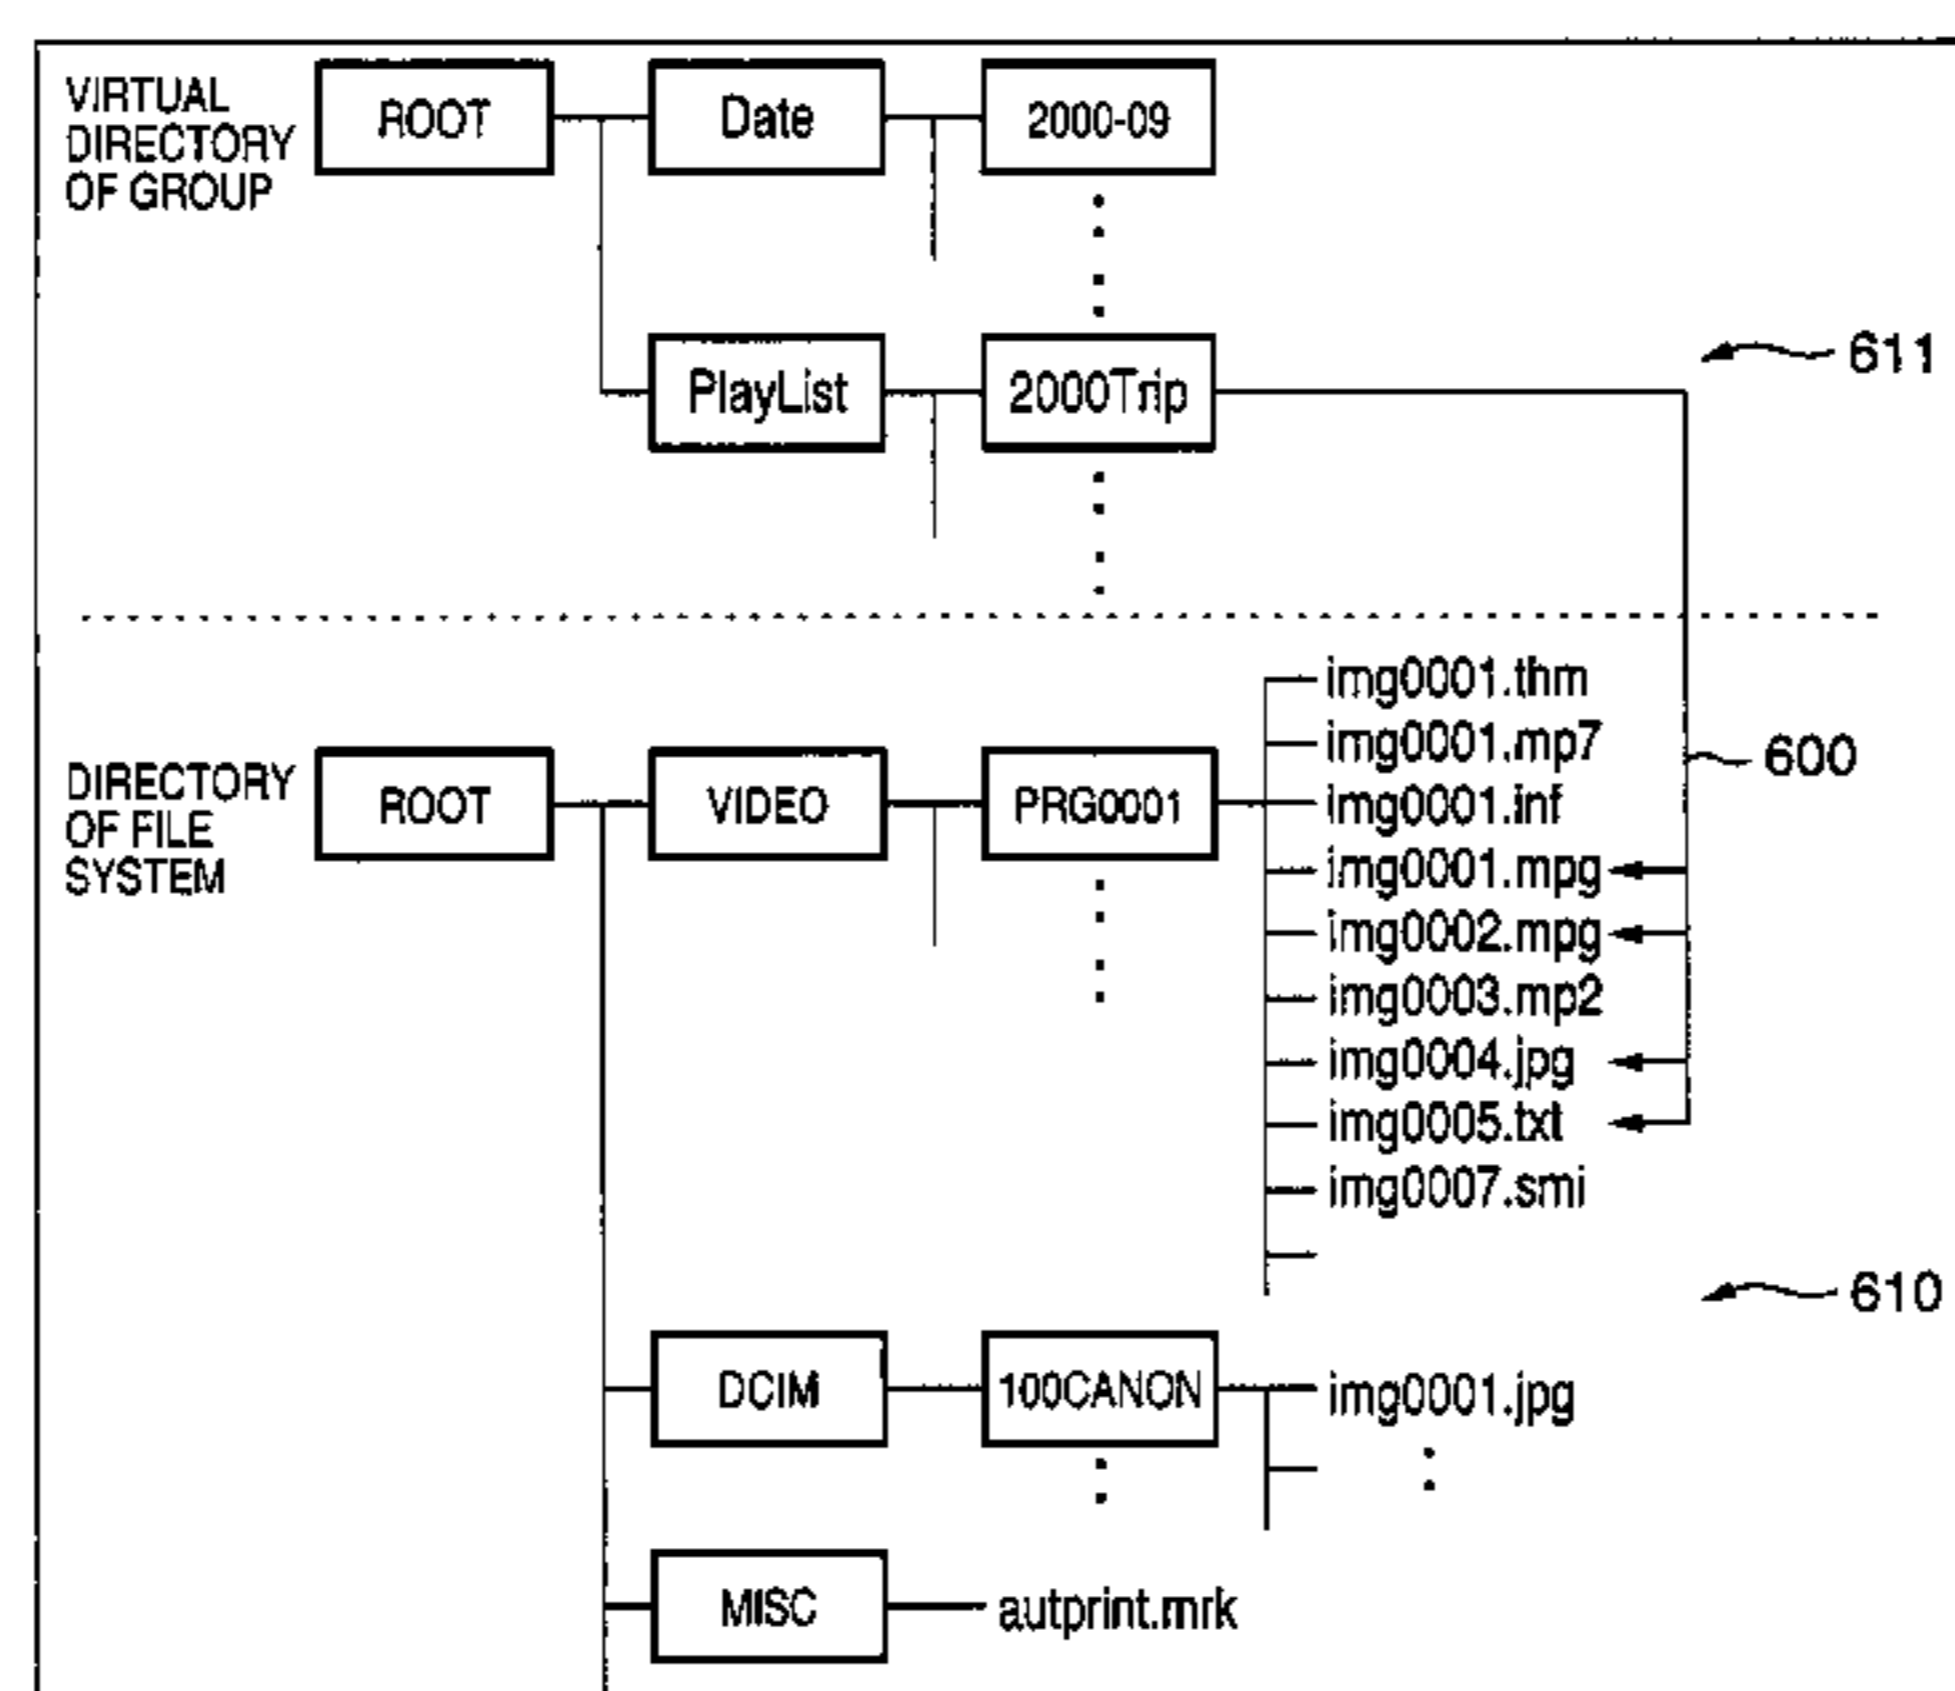 VIRTUAL
DIRECTORY
OF GROUP
ROOT
Date
2000-09
PlayList
2000Trip
611
DIRECTORY
OF FILE
SYSTEM
ROOT
VIDEO
PRG0001
img0001.thm
img0001.mp7
img0001.inf
img0001.mpg
img0002.mpg
img0003.mp2
img0004.jpg
img0005.txt
img0007.smi
600
610
DCIM
100CANON
img0001.jpg
MISC
autprint.mrk